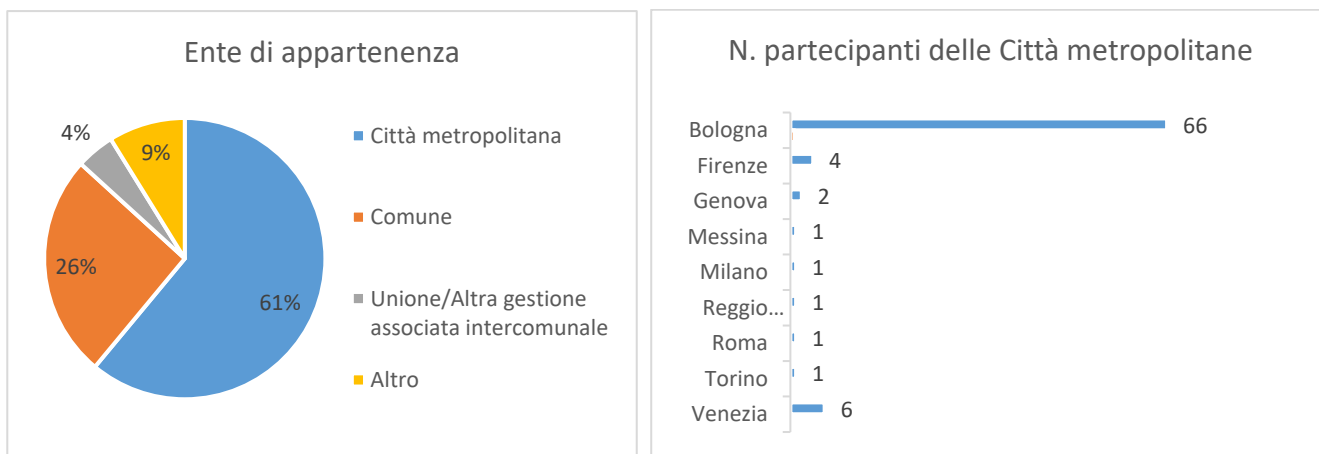 Ente di appartenenza
4%
9%
26%
61%
Città metropolitana
Comune
Unione/Altra gestione
associata intercomunale
Altro
N. partecipanti delle Città metropolitane
Bologna 66
Firenze 4
Genova 2
Messina 1
Milano 1
Reggio... 1
Roma 1
Torino 1
Venezia 6